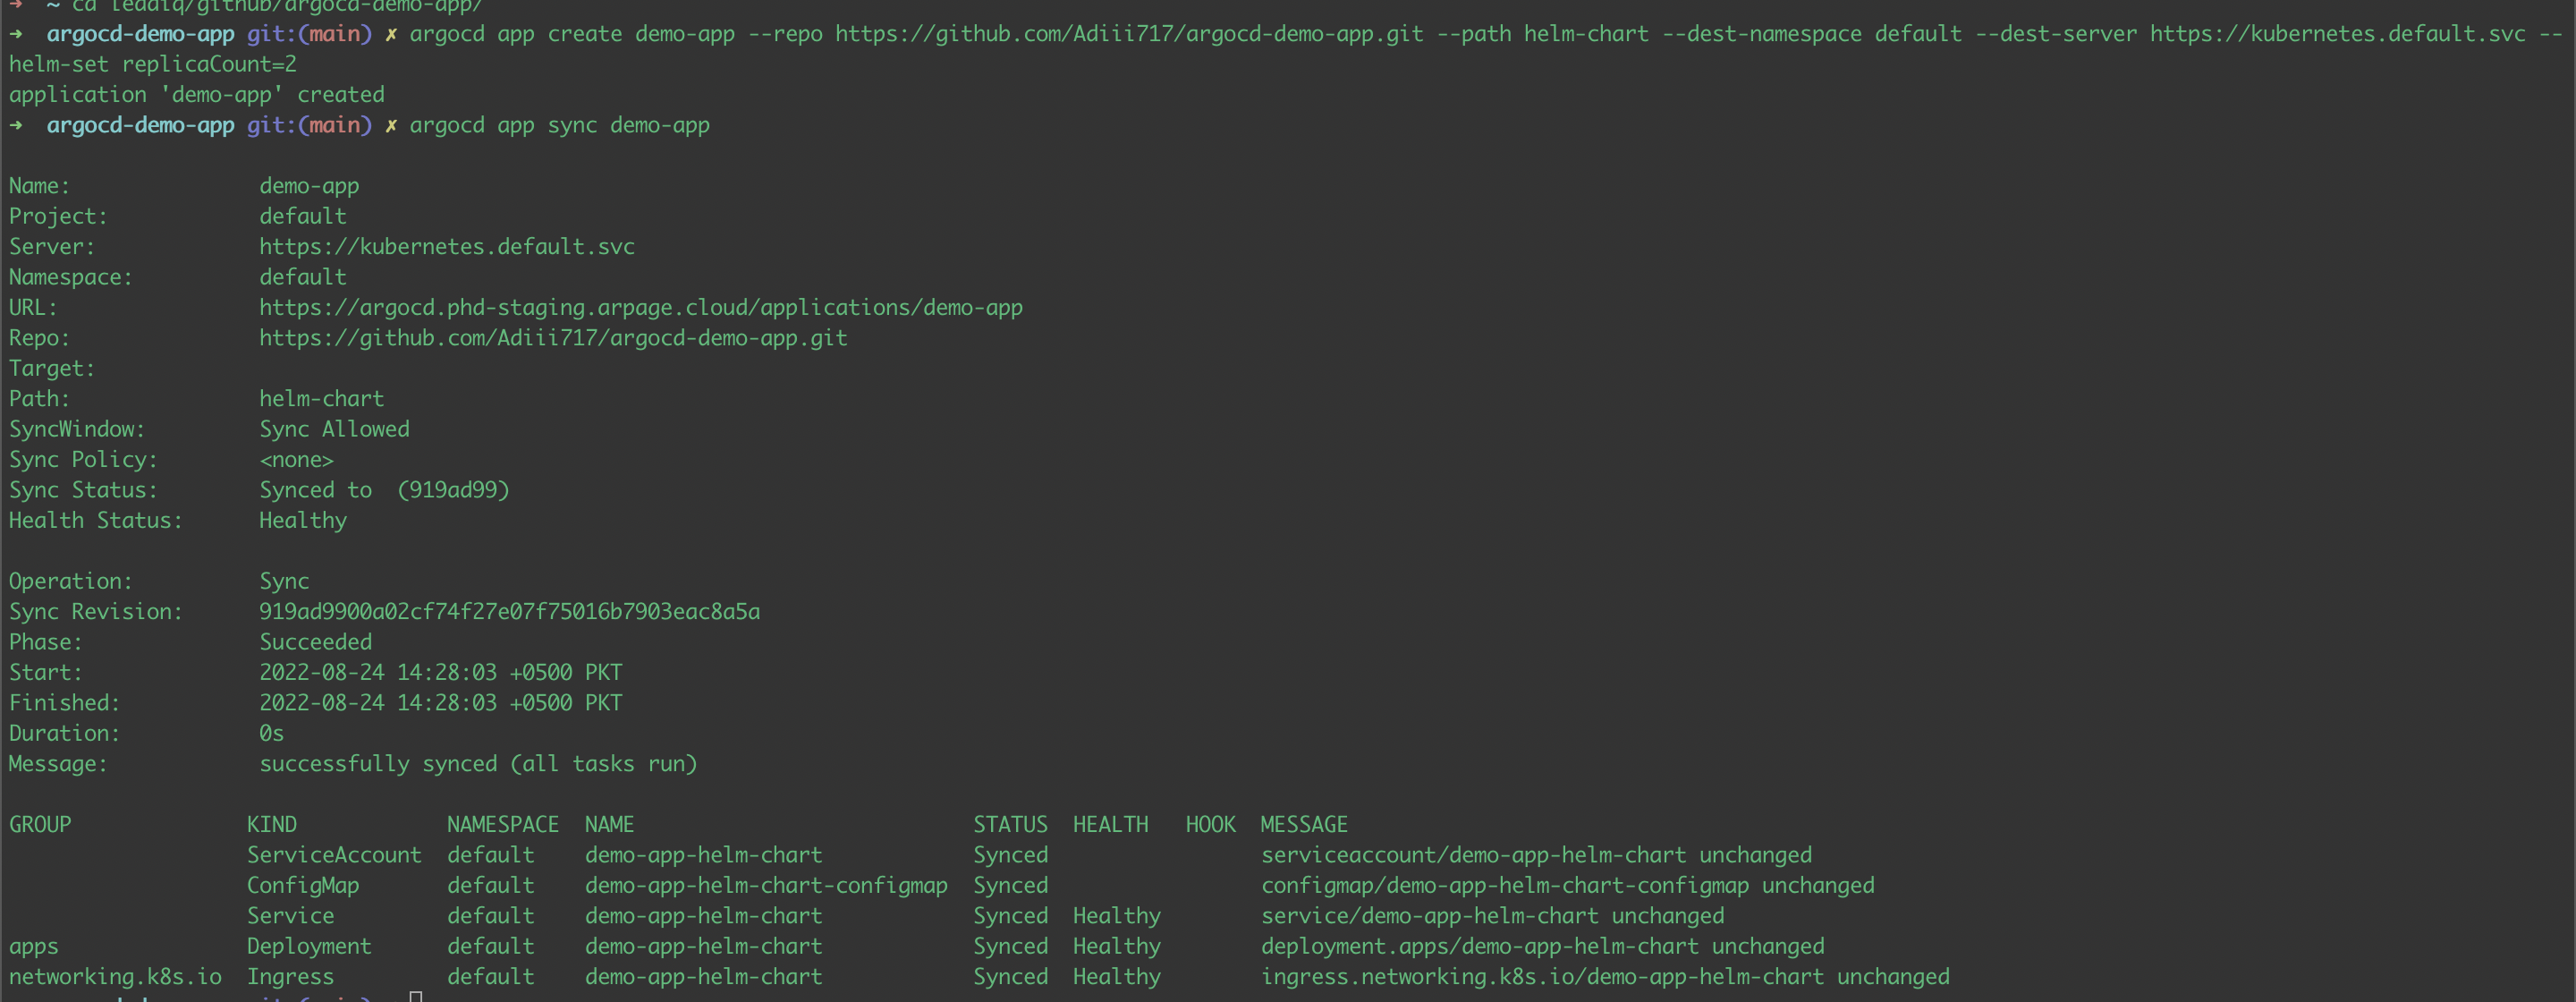 ➜  ~ cd leadiq/github/argocd-demo-app/
➜  argocd-demo-app git:(main) ✗ argocd app create demo-app --repo https://github.com/Adiii717/argocd-demo-app.git --path helm-chart --dest-namespace default --dest-server https://kubernetes.default.svc --
helm-set replicaCount=2
application 'demo-app' created
➜  argocd-demo-app git:(main) ✗ argocd app sync demo-app
Name:               demo-app
Project:            default
Server:             https://kubernetes.default.svc
Namespace:          default
URL:                https://argocd.phd-staging.arpage.cloud/applications/demo-app
Repo:               https://github.com/Adiii717/argocd-demo-app.git
Target:
Path:               helm-chart
SyncWindow:         Sync Allowed
Sync Policy:        <none>
Sync Status:        Synced to  (919ad99)
Health Status:      Healthy
Operation:          Sync
Sync Revision:      919ad9900a02cf74f27e07f75016b7903eac8a5a
Phase:              Succeeded
Start:              2022-08-24 14:28:03 +0500 PKT
Finished:           2022-08-24 14:28:03 +0500 PKT
Duration:           0s
Message:            successfully synced (all tasks run)
GROUP              KIND            NAMESPACE  NAME                           STATUS  HEALTH   HOOK  MESSAGE
                   ServiceAccount  default    demo-app-helm-chart            Synced                 serviceaccount/demo-app-helm-chart unchanged
                   ConfigMap       default    demo-app-helm-chart-configmap  Synced                 configmap/demo-app-helm-chart-configmap unchanged
                   Service         default    demo-app-helm-chart            Synced  Healthy        service/demo-app-helm-chart unchanged
apps               Deployment      default    demo-app-helm-chart            Synced  Healthy        deployment.apps/demo-app-helm-chart unchanged
networking.k8s.io  Ingress         default    demo-app-helm-chart            Synced  Healthy        ingress.networking.k8s.io/demo-app-helm-chart unchanged